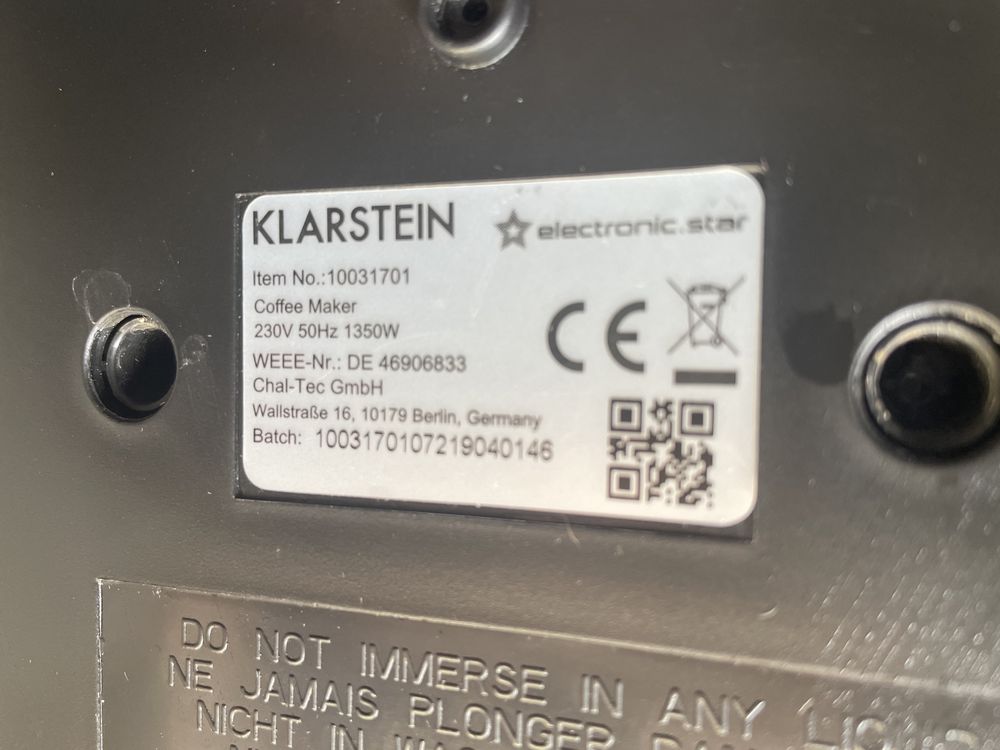 KLARSTEIN
electronic.star
Item No.:10031701
Coffee Maker
230V 50Hz 1350W
WEEE-Nr.: DE 46906833
Chal-Tec GmbH
Wallstraße 16, 10179 Berlin, Germany
Batch: 1003170107219040146
CE
DO NOT IMMERSE IN ANY
NE JAMAIS PLONGER
NICHT IN